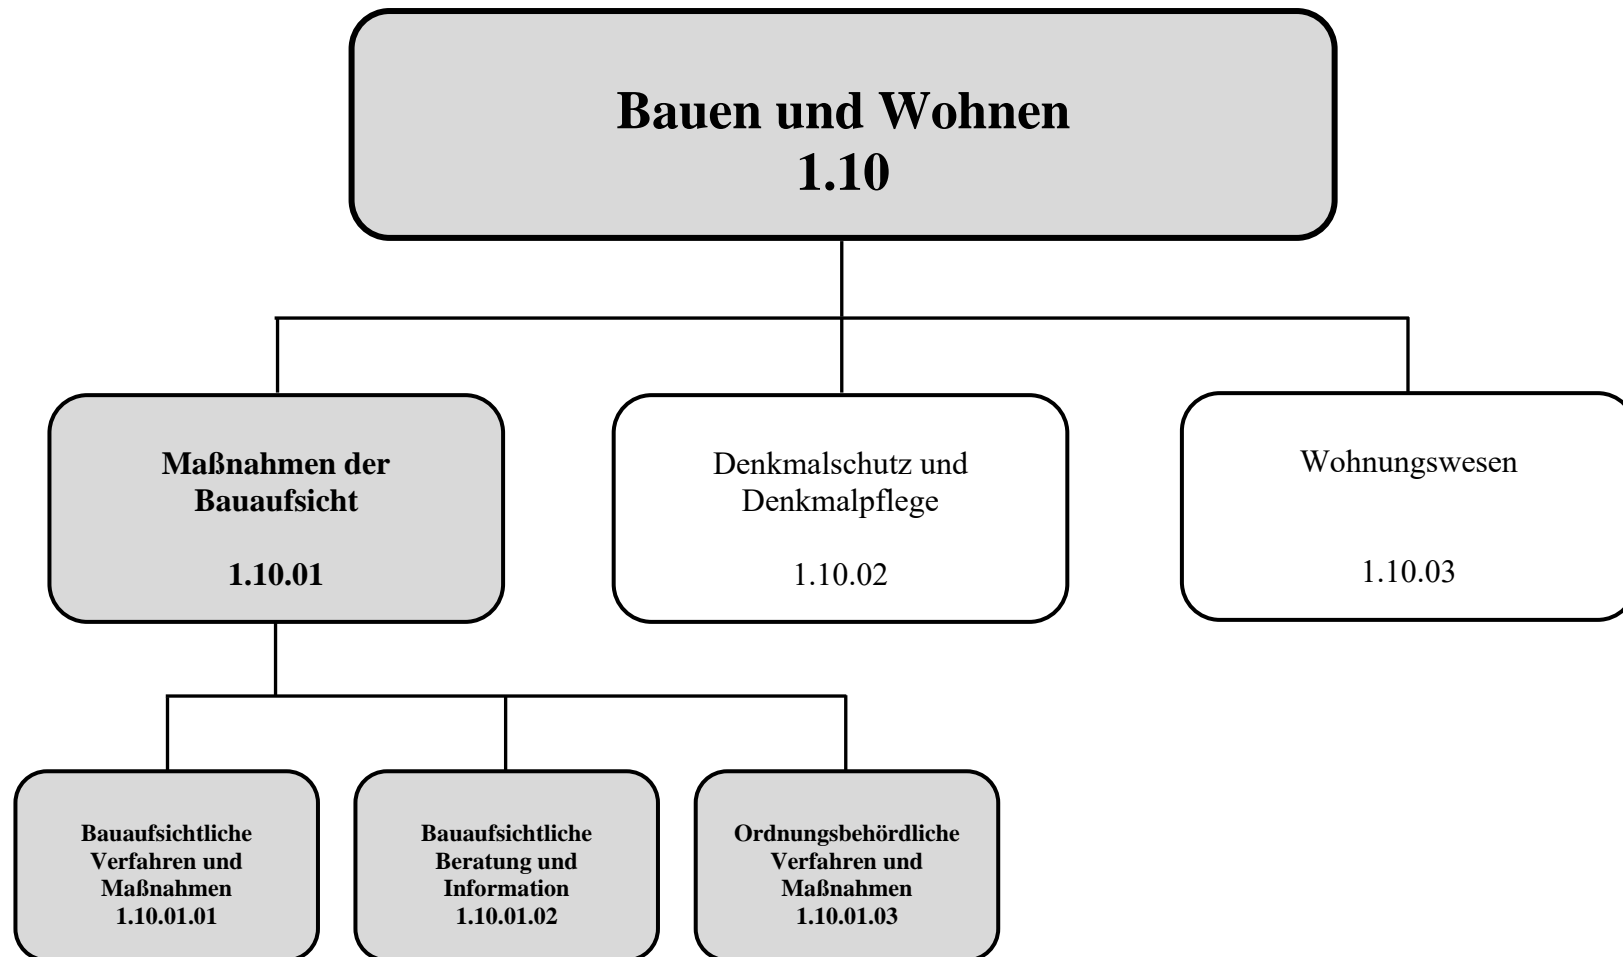 Bauen und Wohnen
1.10
Maßnahmen der
Bauaufsicht
1.10.01
Denkmalschutz und
Denkmalpflege
1.10.02
Wohnungswesen
1.10.03
Bauaufsichtliche
Verfahren und
Maßnahmen
1.10.01.01
Bauaufsichtliche
Beratung und
Information
1.10.01.02
Ordnungsbehördliche
Verfahren und
Maßnahmen
1.10.01.03